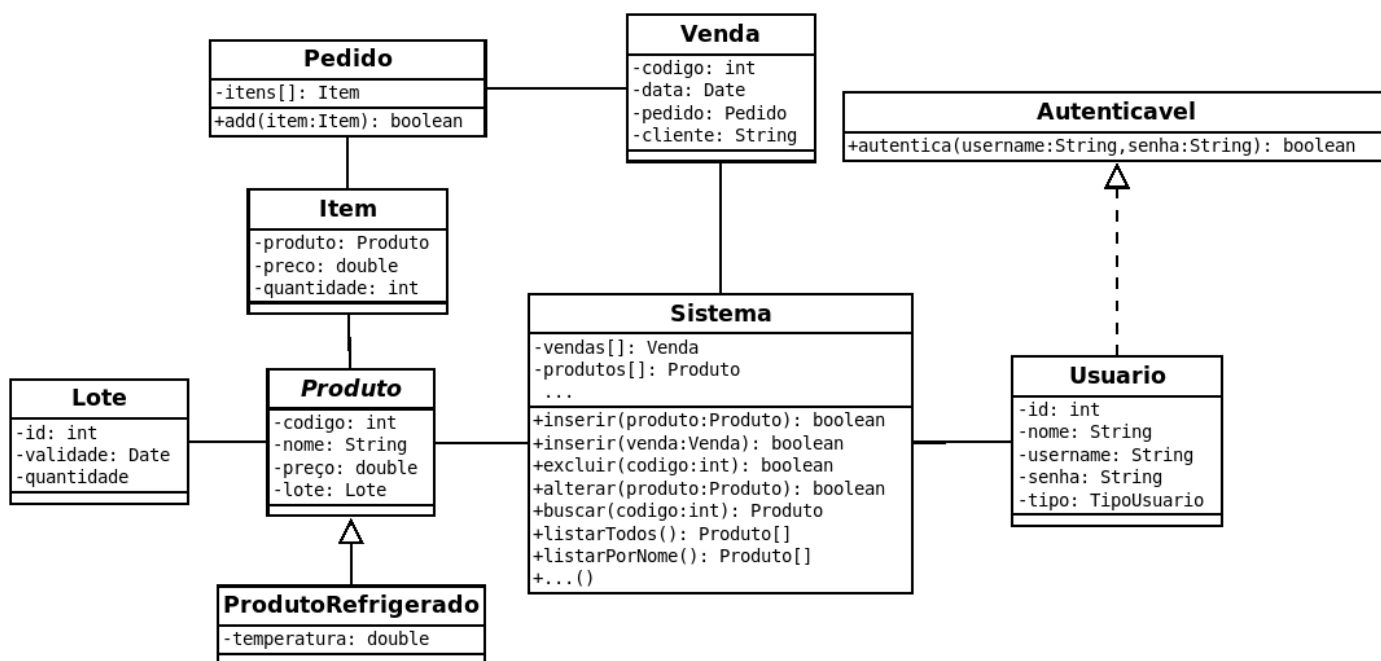 Pedido
-itens[]: Item
+add(item:Item): boolean
Venda
-codigo: int
-data: Date
-pedido: Pedido
-cliente: String
Autenticavel
+autentica(username:String,senha:String): boolean
Item
-produto: Produto
-preco: double
-quantidade: int
Lote
-id: int
-validade: Date
-quantidade
Produto
-codigo: int
-nome: String
-preço: double
-lote: Lote
Sistema
-vendas[]: Venda
-produtos[]: Produto
...
+inserir(produto:Produto): boolean
+inserir(venda:Venda): boolean
+excluir(codigo:int): boolean
+alterar(produto:Produto): boolean
+buscar(codigo:int): Produto
+listarTodos(): Produto[]
+listarPorNome(): Produto[]
+...()
Usuario
-id: int
-nome: String
-username: String
-senha: String
-tipo: TipoUsuario
ProdutoRefrigerado
-temperatura: double